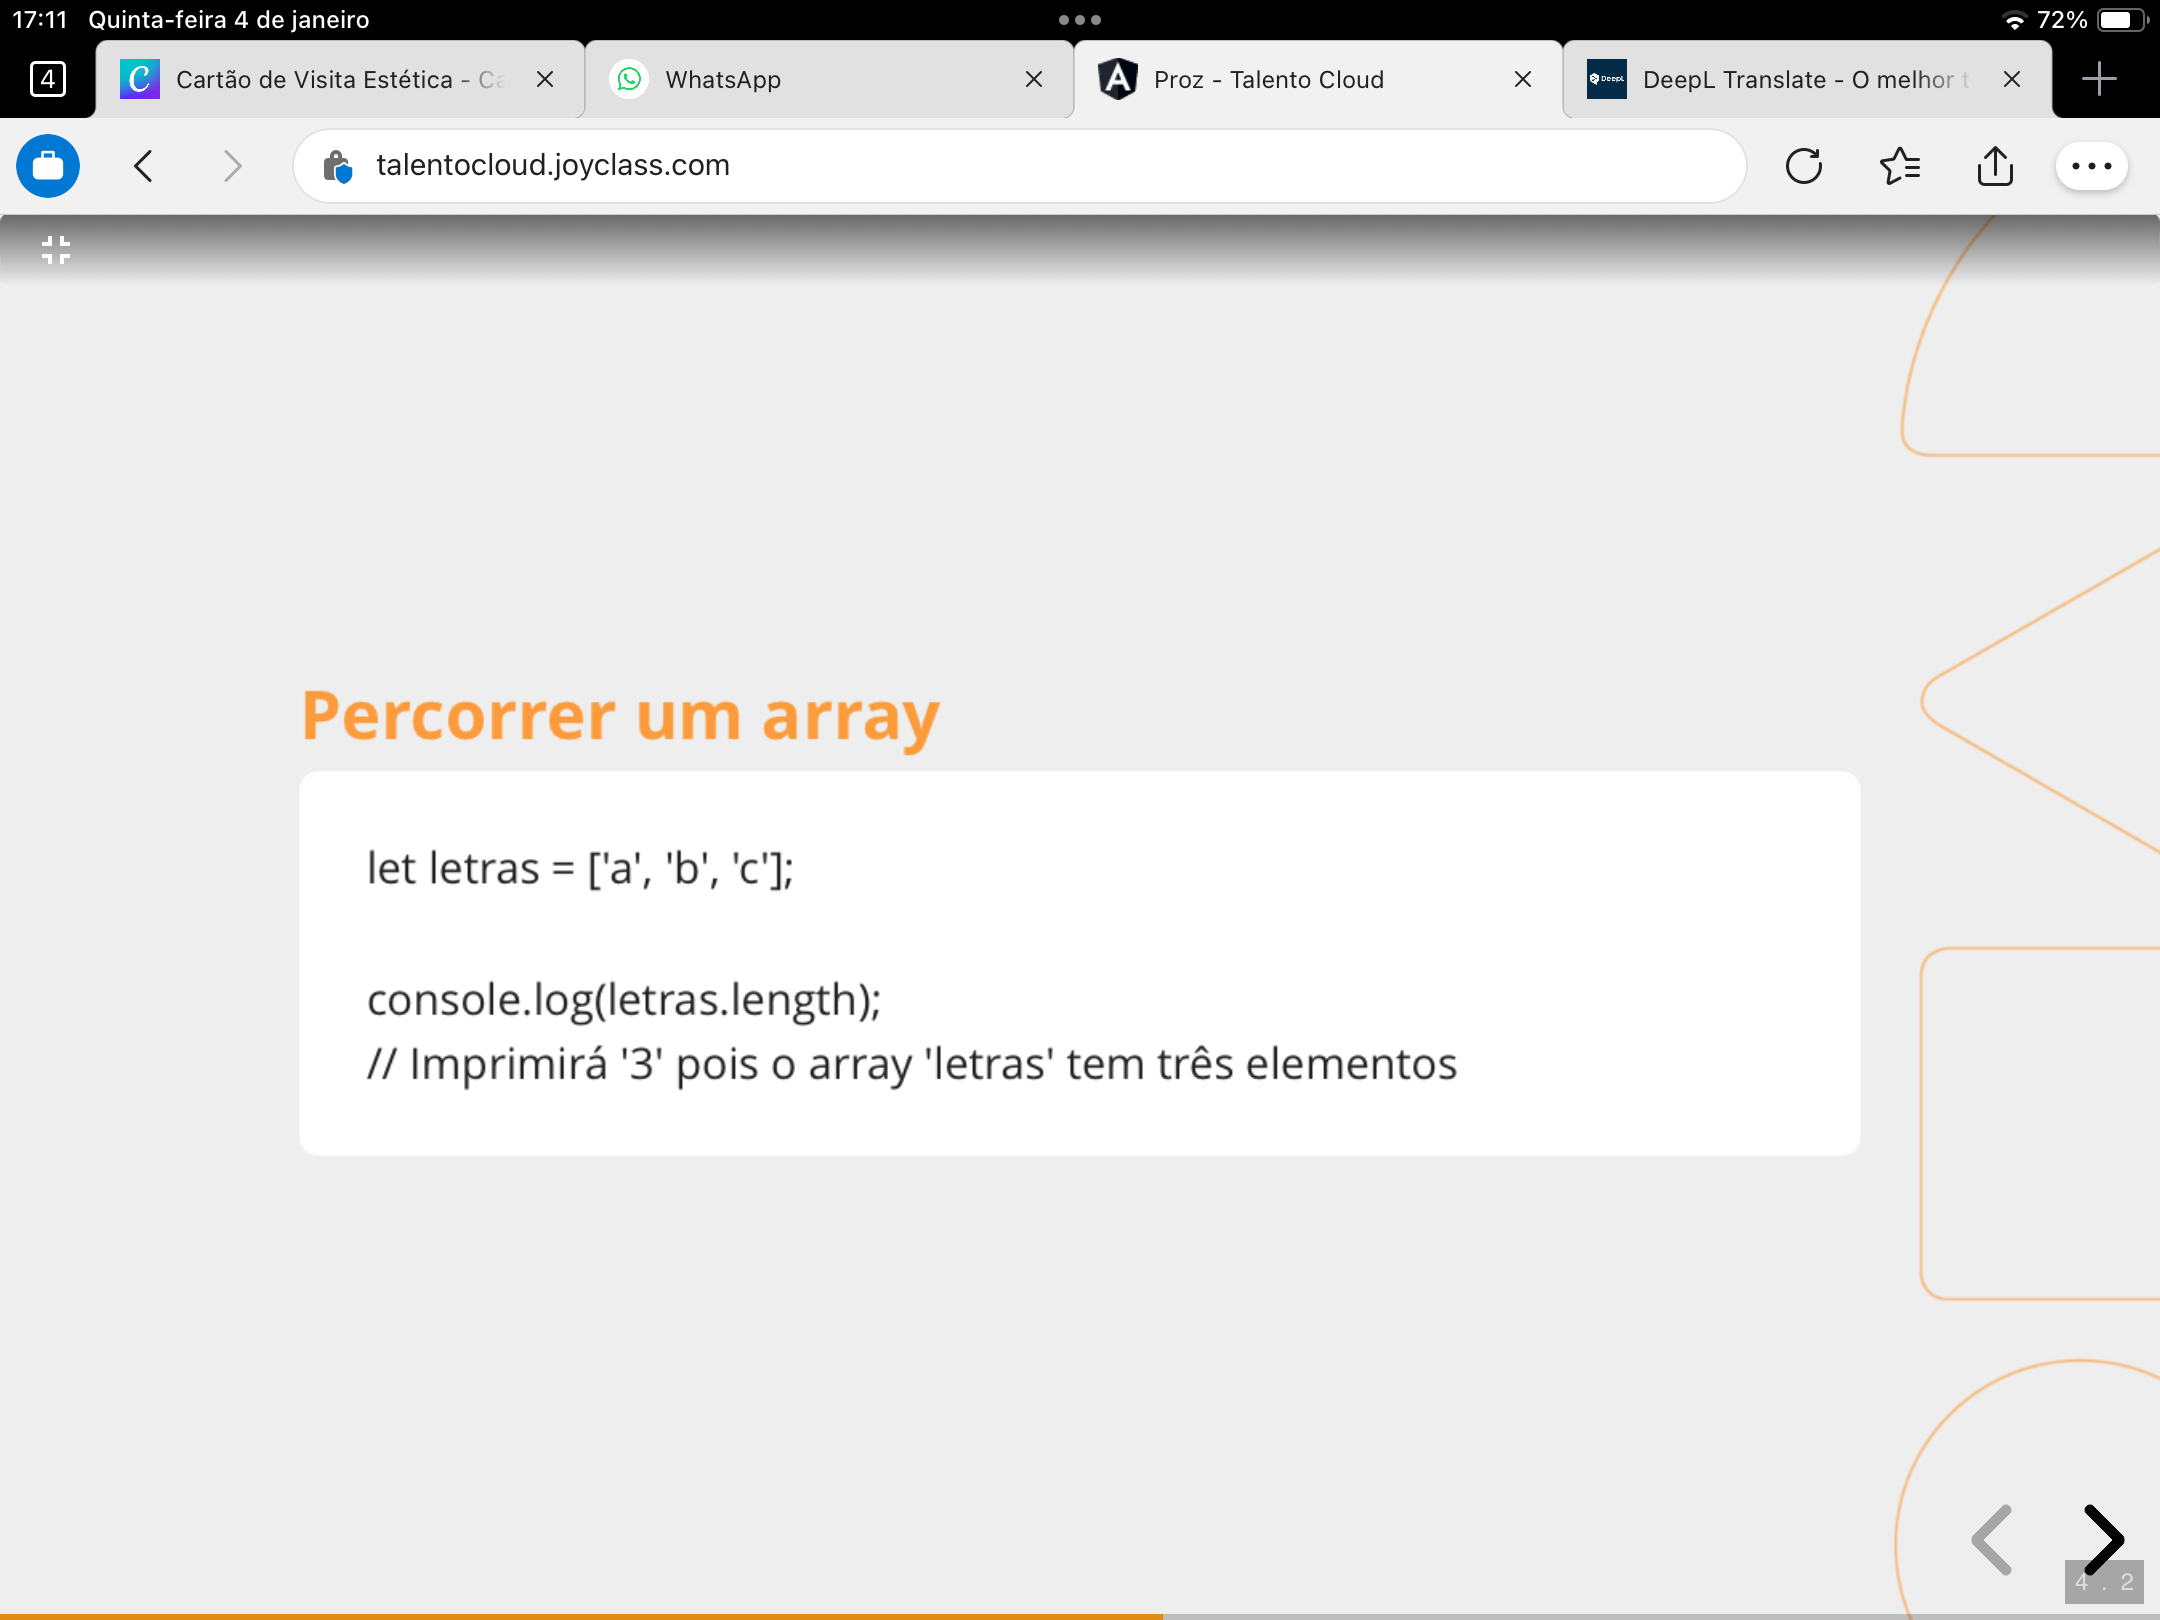 17:11 Quinta-feira 4 de janeiro
72%
4
Cartão de Visita Estética - Ca
WhatsApp
Proz - Talento Cloud
DeepL
DeepL Translate - O melhor t
talentocloud.joyclass.com
Percorrer um array
let letras = ['a', 'b', 'c'];
console.log(letras.length);
// Imprimirá '3' pois o array 'letras' tem três elementos
4 . 2